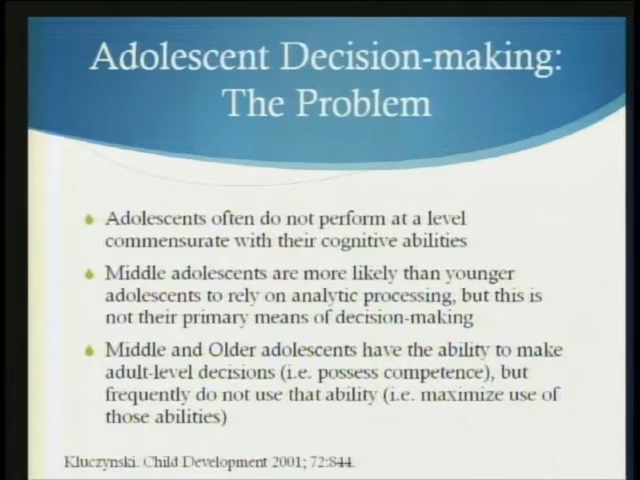 Adolescent Decision-making:
The Problem
Adolescents often do not perform at a level
commensurate with their cognitive abilities
Middle adolescents are more likely than younger
adolescents to rely on analytic processing, but this is
not their primary means of decision-making
Middle and Older adolescents have the ability to make
adult-level decisions (i.e. possess competence), but
frequently do not use that ability (i.e. maximize use of
those abilities)
Kluczynski. Child Development 2001; 72:844.